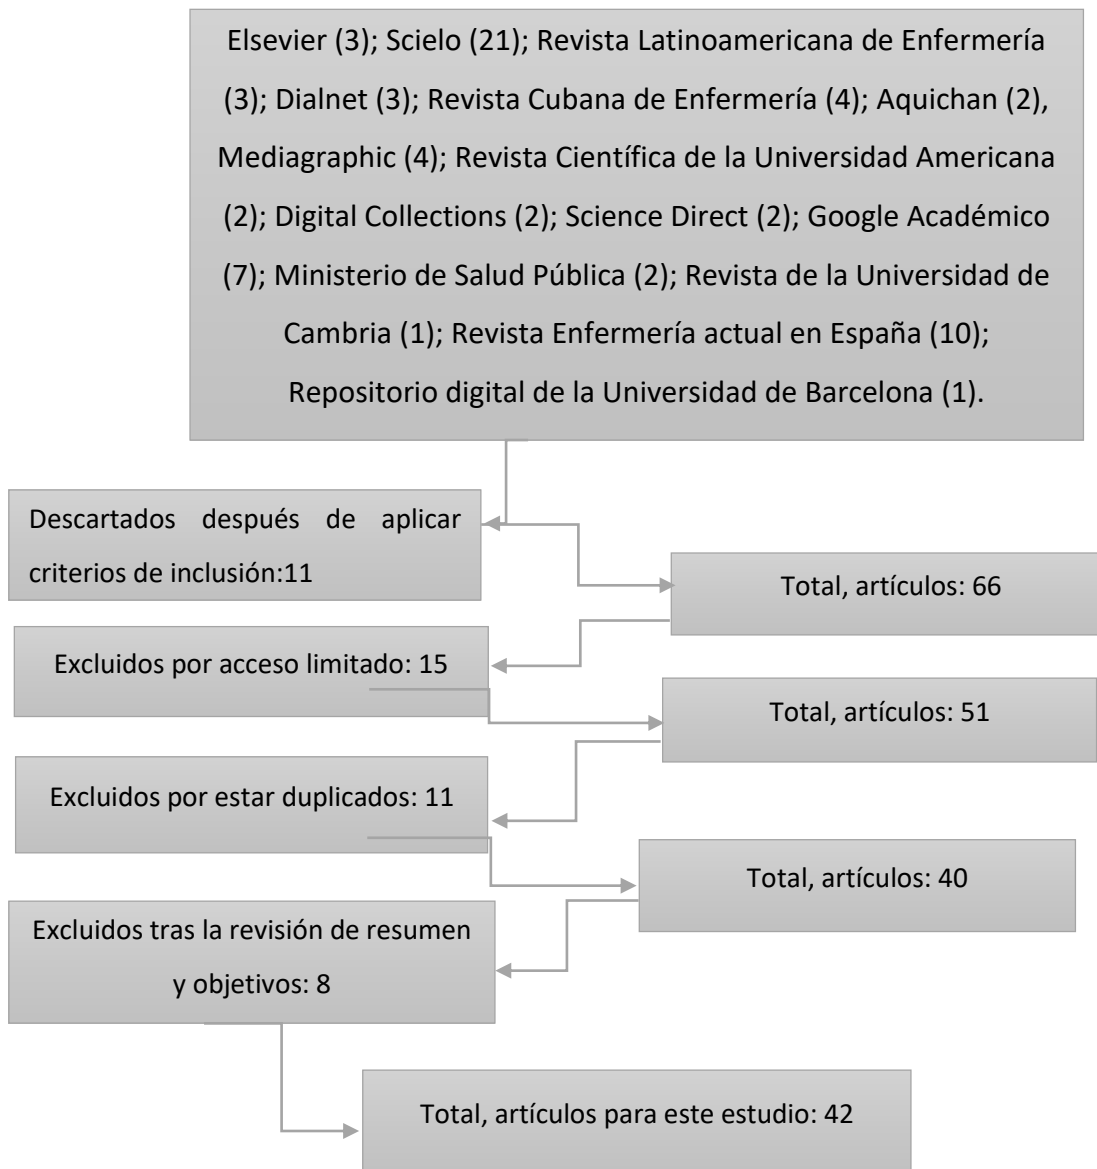 Elsevier (3); Scielo (21); Revista Latinoamericana de Enfermería
(3); Dialnet (3); Revista Cubana de Enfermería (4); Aquichan (2),
Mediagraphic (4); Revista Científica de la Universidad Americana
(2); Digital Collections (2); Science Direct (2); Google Académico
(7); Ministerio de Salud Pública (2); Revista de la Universidad de
Cambria (1); Revista Enfermería actual en España (10);
Repositorio digital de la Universidad de Barcelona (1).
Descartados después de aplicar
criterios de inclusión:11
Total, artículos: 66
Excluidos por acceso limitado: 15
Total, artículos: 51
Excluidos por estar duplicados: 11
Total, artículos: 40
Excluidos tras la revisión de resumen
y objetivos: 8
Total, artículos para este estudio: 42